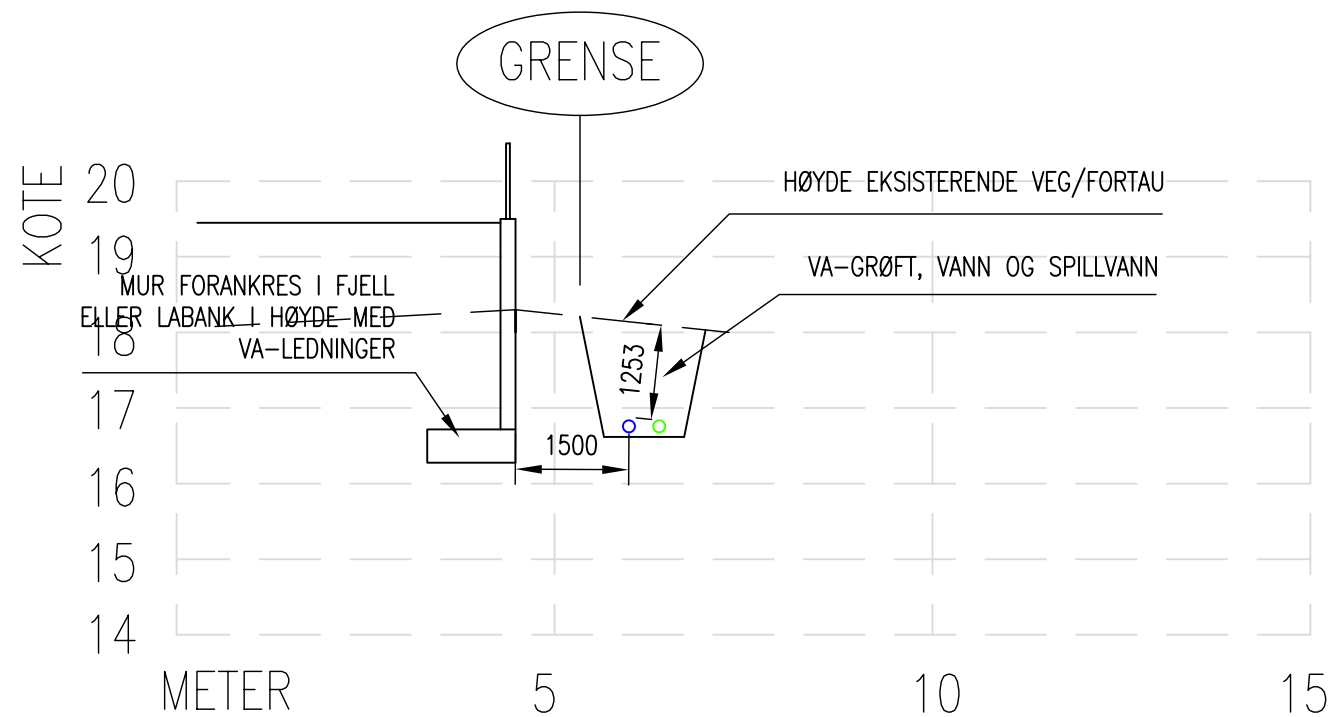 GRENSE
KOTE
20
19
18
17
16
15
14
HØYDE EKSISTERENDE VEG/FORTAU
VA-GRØFT, VANN OG SPILLVANN
MUR FORANKRES I FJELL
ELLER LABANK I HØYDE MED
VA-LEDNINGER
1253
1500
METER
5
10
15